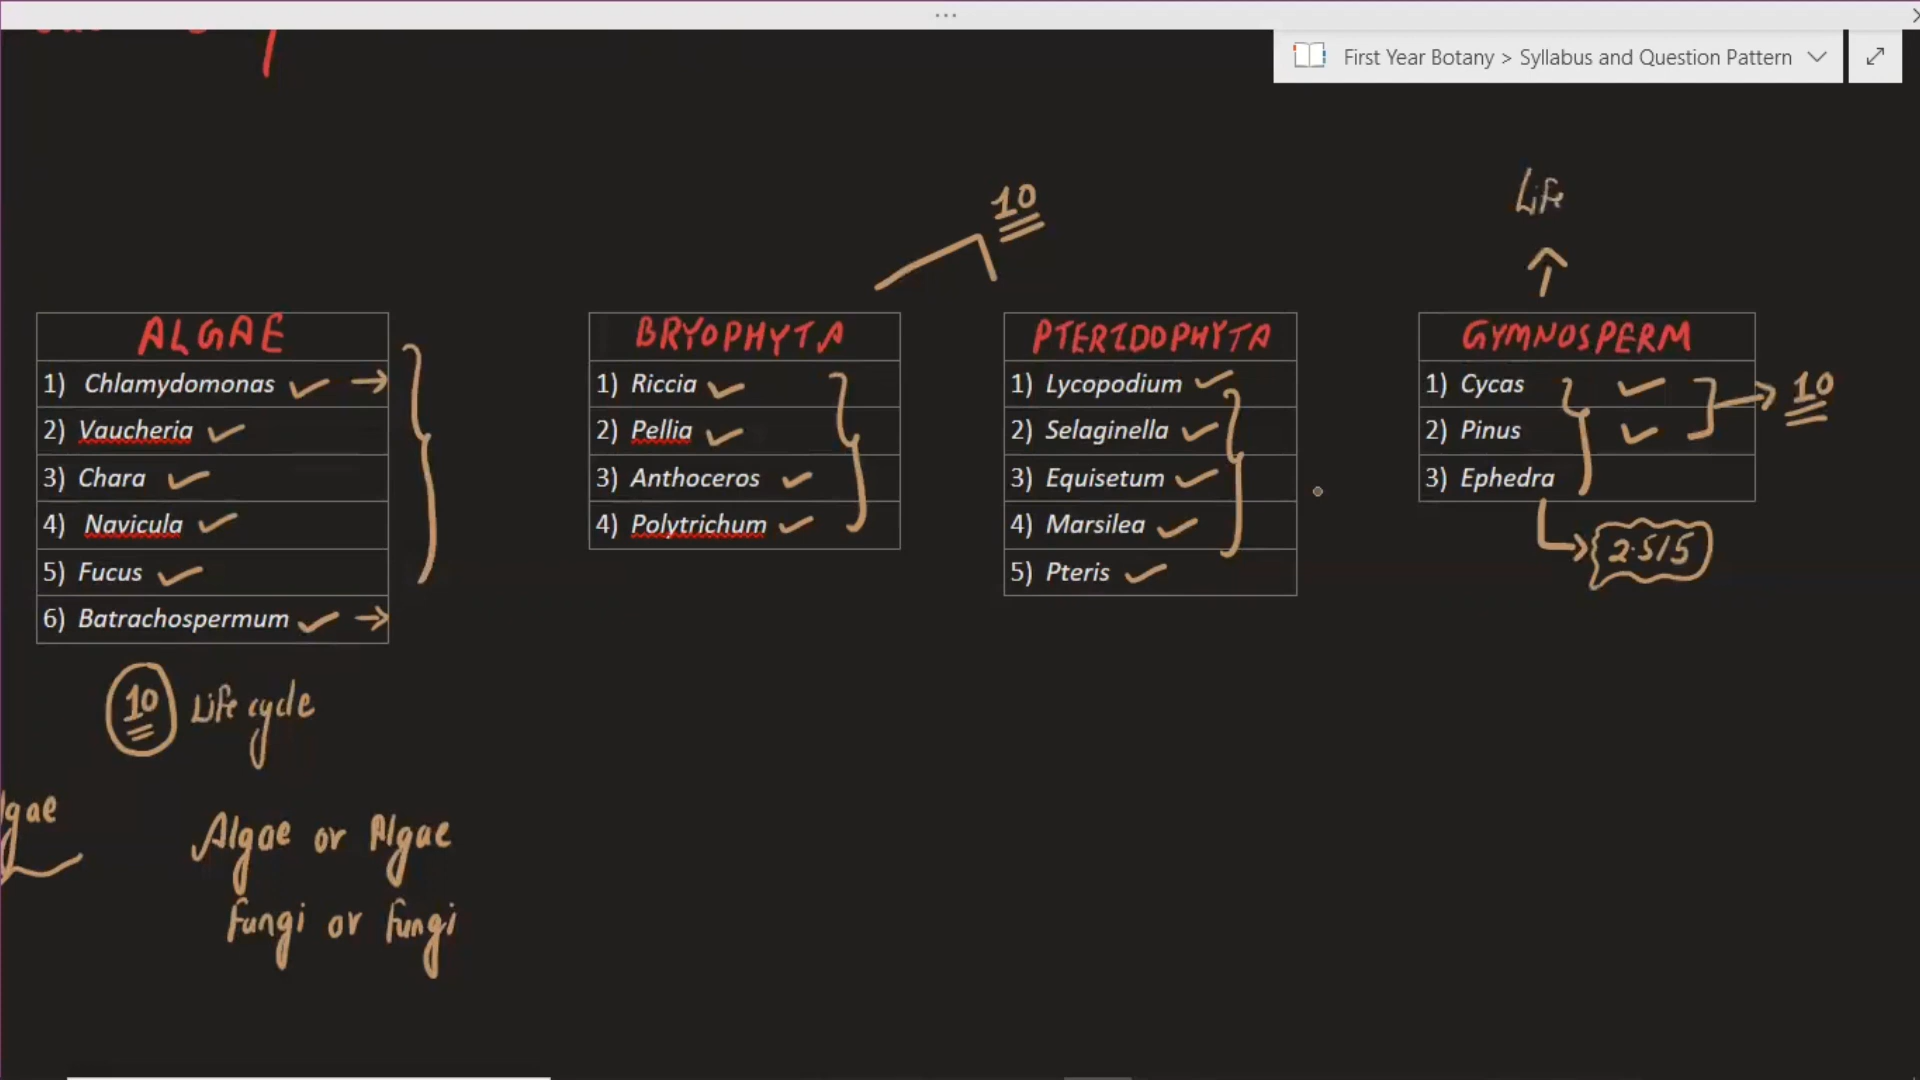 First Year Botany > Syllabus and Question Pattern
10
Life
ALGAE
1) Chlamydomonas
2) Vaucheria
3) Chara
4) Navicula
5) Fucus
6) Batrachospermum
10 Life cycle
BRYOPHYTA
1) Riccia
2) Pellia
3) Anthoceros
4) Polytrichum
PTERIDOPHYTA
1) Lycopodium
2) Selaginella
3) Equisetum
4) Marsilea
5) Pteris
GYMNOSPERM
1) Cycas
2) Pinus
3) Ephedra
10
2.5/5
lgae
Algae or Algae
Fungi or Fungi